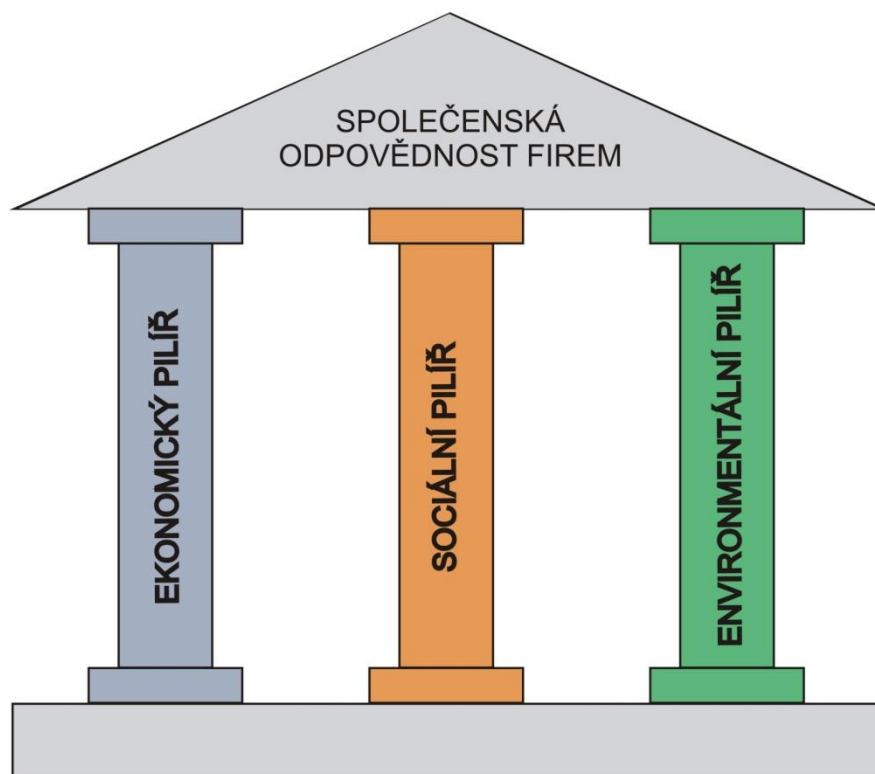 SPOLEČENSKÁ
ODPOVĚDNOST FIREM
EKONOMICKÝ PILÍŘ
SOCIÁLNÍ PILÍŘ
ENVIRONMENTÁLNÍ PILÍŘ